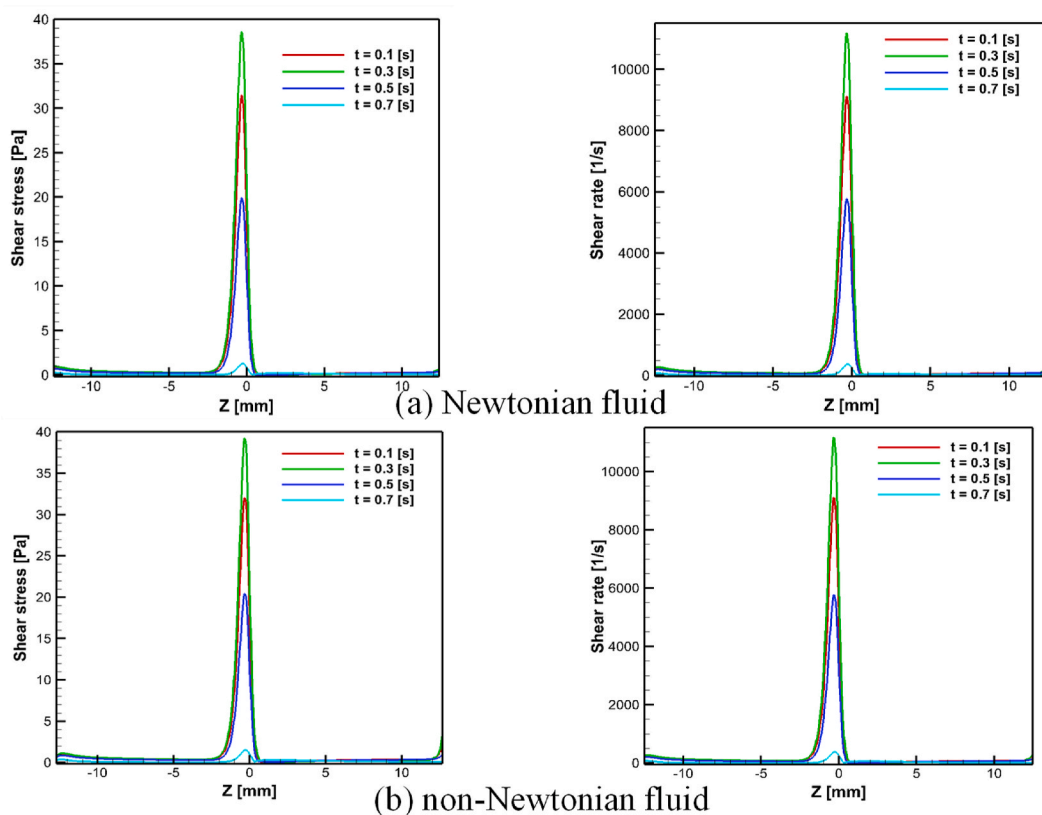 40
35
30
25
20
15
10
5
0
Shear stress [Pa]
t = 0.1 [s]
t = 0.3 [s]
t = 0.5 [s]
t = 0.7 [s]
-10
-5
0
5
10
Z [mm]
10000
8000
6000
4000
2000
0
Shear rate [1/s]
t = 0.1 [s]
t = 0.3 [s]
t = 0.5 [s]
t = 0.7 [s]
-10
-5
0
5
10
Z [mm]
(a) Newtonian fluid
40
35
30
25
20
15
10
5
0
Shear stress [Pa]
t = 0.1 [s]
t = 0.3 [s]
t = 0.5 [s]
t = 0.7 [s]
-10
-5
0
5
10
Z [mm]
10000
8000
6000
4000
2000
0
Shear rate [1/s]
t = 0.1 [s]
t = 0.3 [s]
t = 0.5 [s]
t = 0.7 [s]
-10
-5
0
5
10
Z [mm]
(b) non-Newtonian fluid